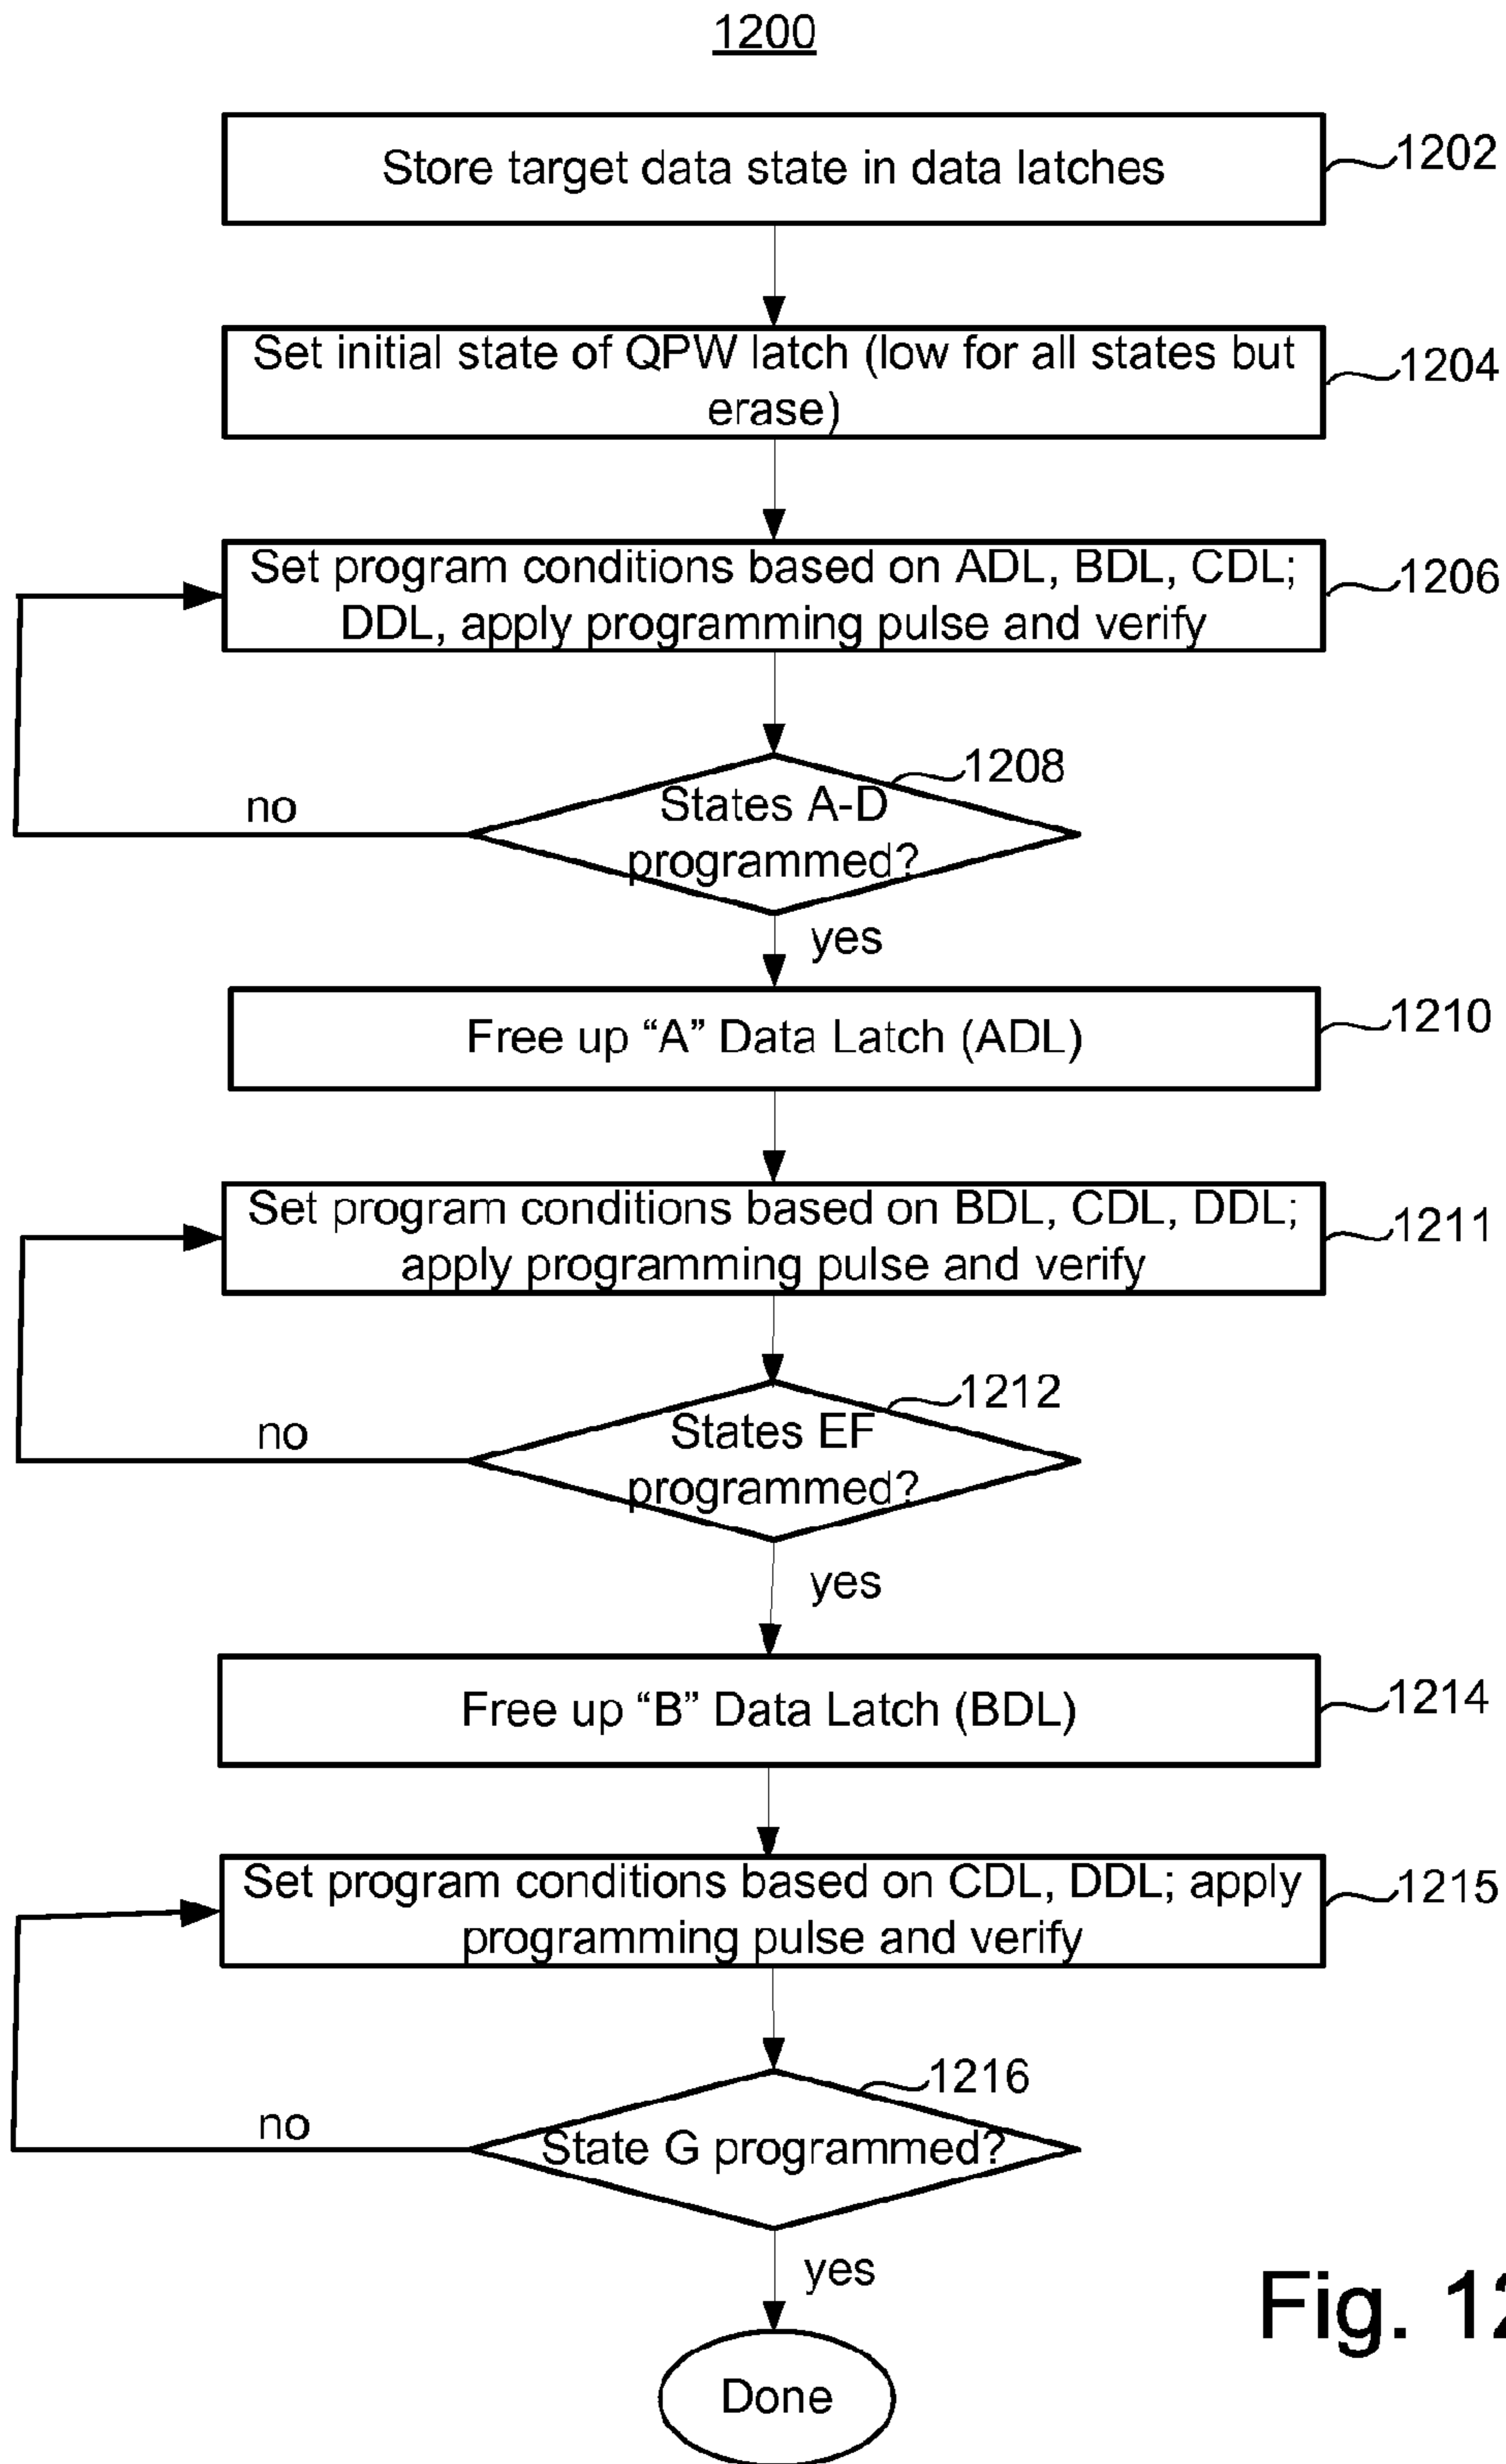 1200
Store target data state in data latches
1202
Set initial state of QPW latch (low for all states but
erase)
1204
Set program conditions based on ADL, BDL, CDL;
DDL, apply programming pulse and verify
1206
1208
States A-D
programmed?
no
yes
Free up “A” Data Latch (ADL)
1210
Set program conditions based on BDL, CDL, DDL;
apply programming pulse and verify
1211
1212
States EF
programmed?
no
yes
Free up “B” Data Latch (BDL)
1214
Set program conditions based on CDL, DDL; apply
programming pulse and verify
1215
1216
State G programmed?
no
yes
Done
Fig. 12